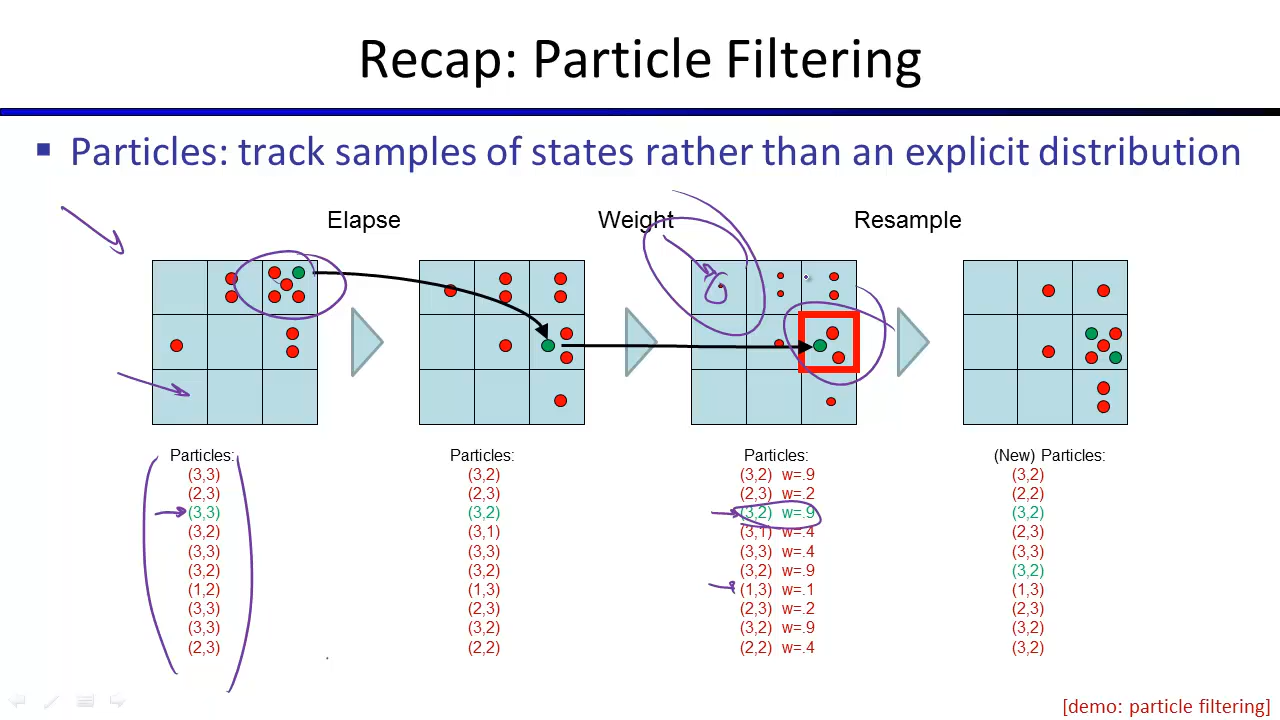 Recap: Particle Filtering
▪ Particles: track samples of states rather than an explicit distribution
Elapse
Weight
Resample
Particles:
(3,3)
(2,3)
(3,3)
(3,2)
(3,3)
(3,2)
(1,2)
(3,3)
(3,3)
(2,3)
Particles:
(3,2)
(2,3)
(3,2)
(3,1)
(3,3)
(3,2)
(1,3)
(2,3)
(3,2)
(2,2)
Particles:
(3,2) w=.9
(2,3) w=.2
(3,2) w=.9
(3,1) w=.4
(3,3) w=.4
(3,2) w=.9
(1,3) w=.1
(2,3) w=.2
(3,2) w=.9
(2,2) w=.4
(New) Particles:
(3,2)
(2,2)
(3,2)
(2,3)
(3,3)
(3,2)
(1,3)
(2,3)
(3,2)
(3,2)
[demo: particle filtering]